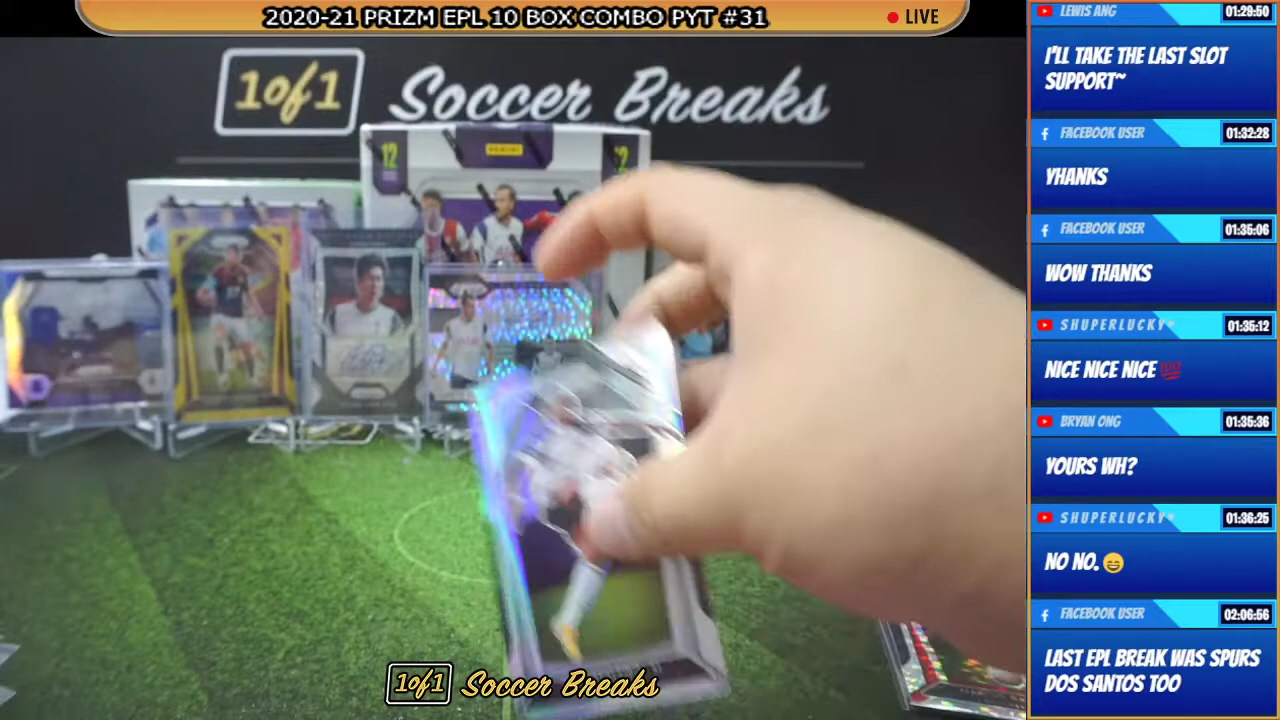 2020-21 PRIZM EPL 10 BOX COMBO PYT #31
LIVE
1of1 Soccer Breaks
12
PANINI
LEWIS ANG 01:29:50
I'LL TAKE THE LAST SLOT
SUPPORT~
FACEBOOK USER 01:32:28
YHANKS
FACEBOOK USER 01:35:06
WOW THANKS
SHUPERLUCKY 01:35:12
NICE NICE NICE 💯
BRYAN ONG 01:35:36
YOURS WH?
SHUPERLUCKY 01:36:25
NO NO. 😄
FACEBOOK USER 02:06:56
LAST EPL BREAK WAS SPURS
DOS SANTOS TOO
1of1 Soccer Breaks